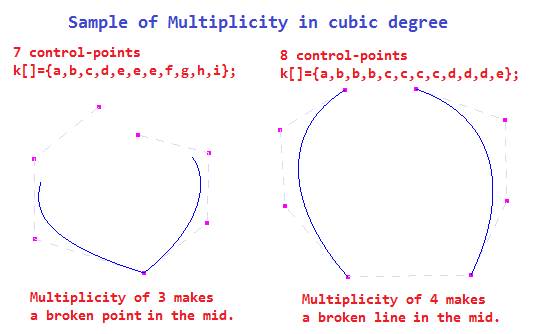 Sample of Multiplicity in cubic degree
7 control-points
k[]={a,b,c,d,e,e,e,f,g,h,i};
8 control-points
k[]={a,b,b,b,c,c,c,c,d,d,d,e};
Multiplicity of 3 makes
a broken point in the mid.
Multiplicity of 4 makes
a broken line in the mid.